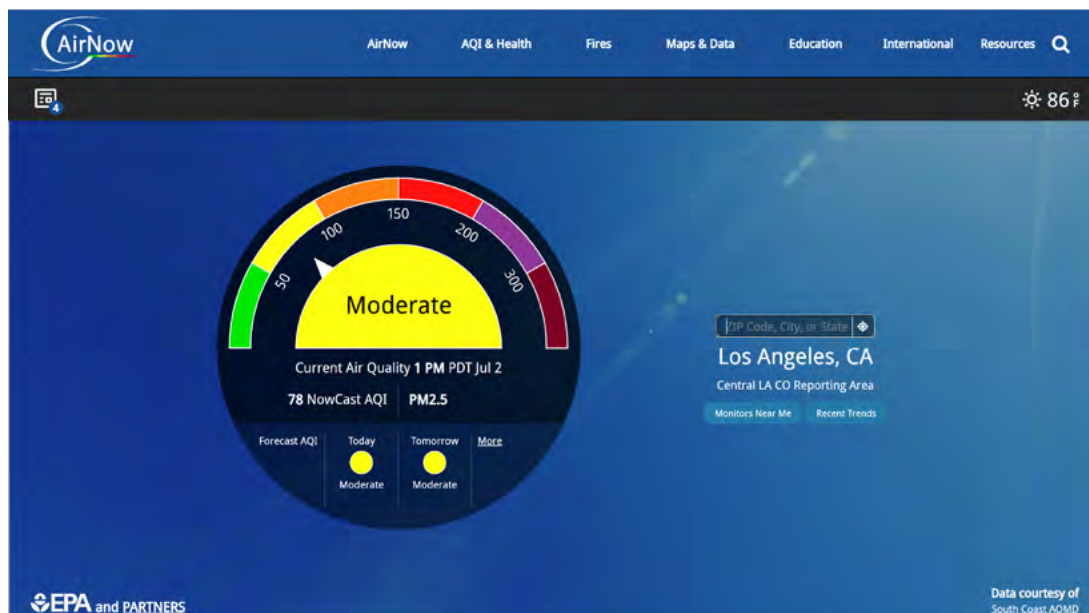 AirNow
AirNow AQI & Health Fires Maps & Data Education International Resources
4
86 °F
50
100
150
200
300
Moderate
Current Air Quality 1 PM PDT Jul 2
78 NowCast AQI PM2.5
Forecast AQI Today Tomorrow More
Moderate Moderate
ZIP Code, City, or State
Los Angeles, CA
Central LA CO Reporting Area
Monitors Near Me Recent Trends
EPA and PARTNERS
Data courtesy of
South Coast AQMD